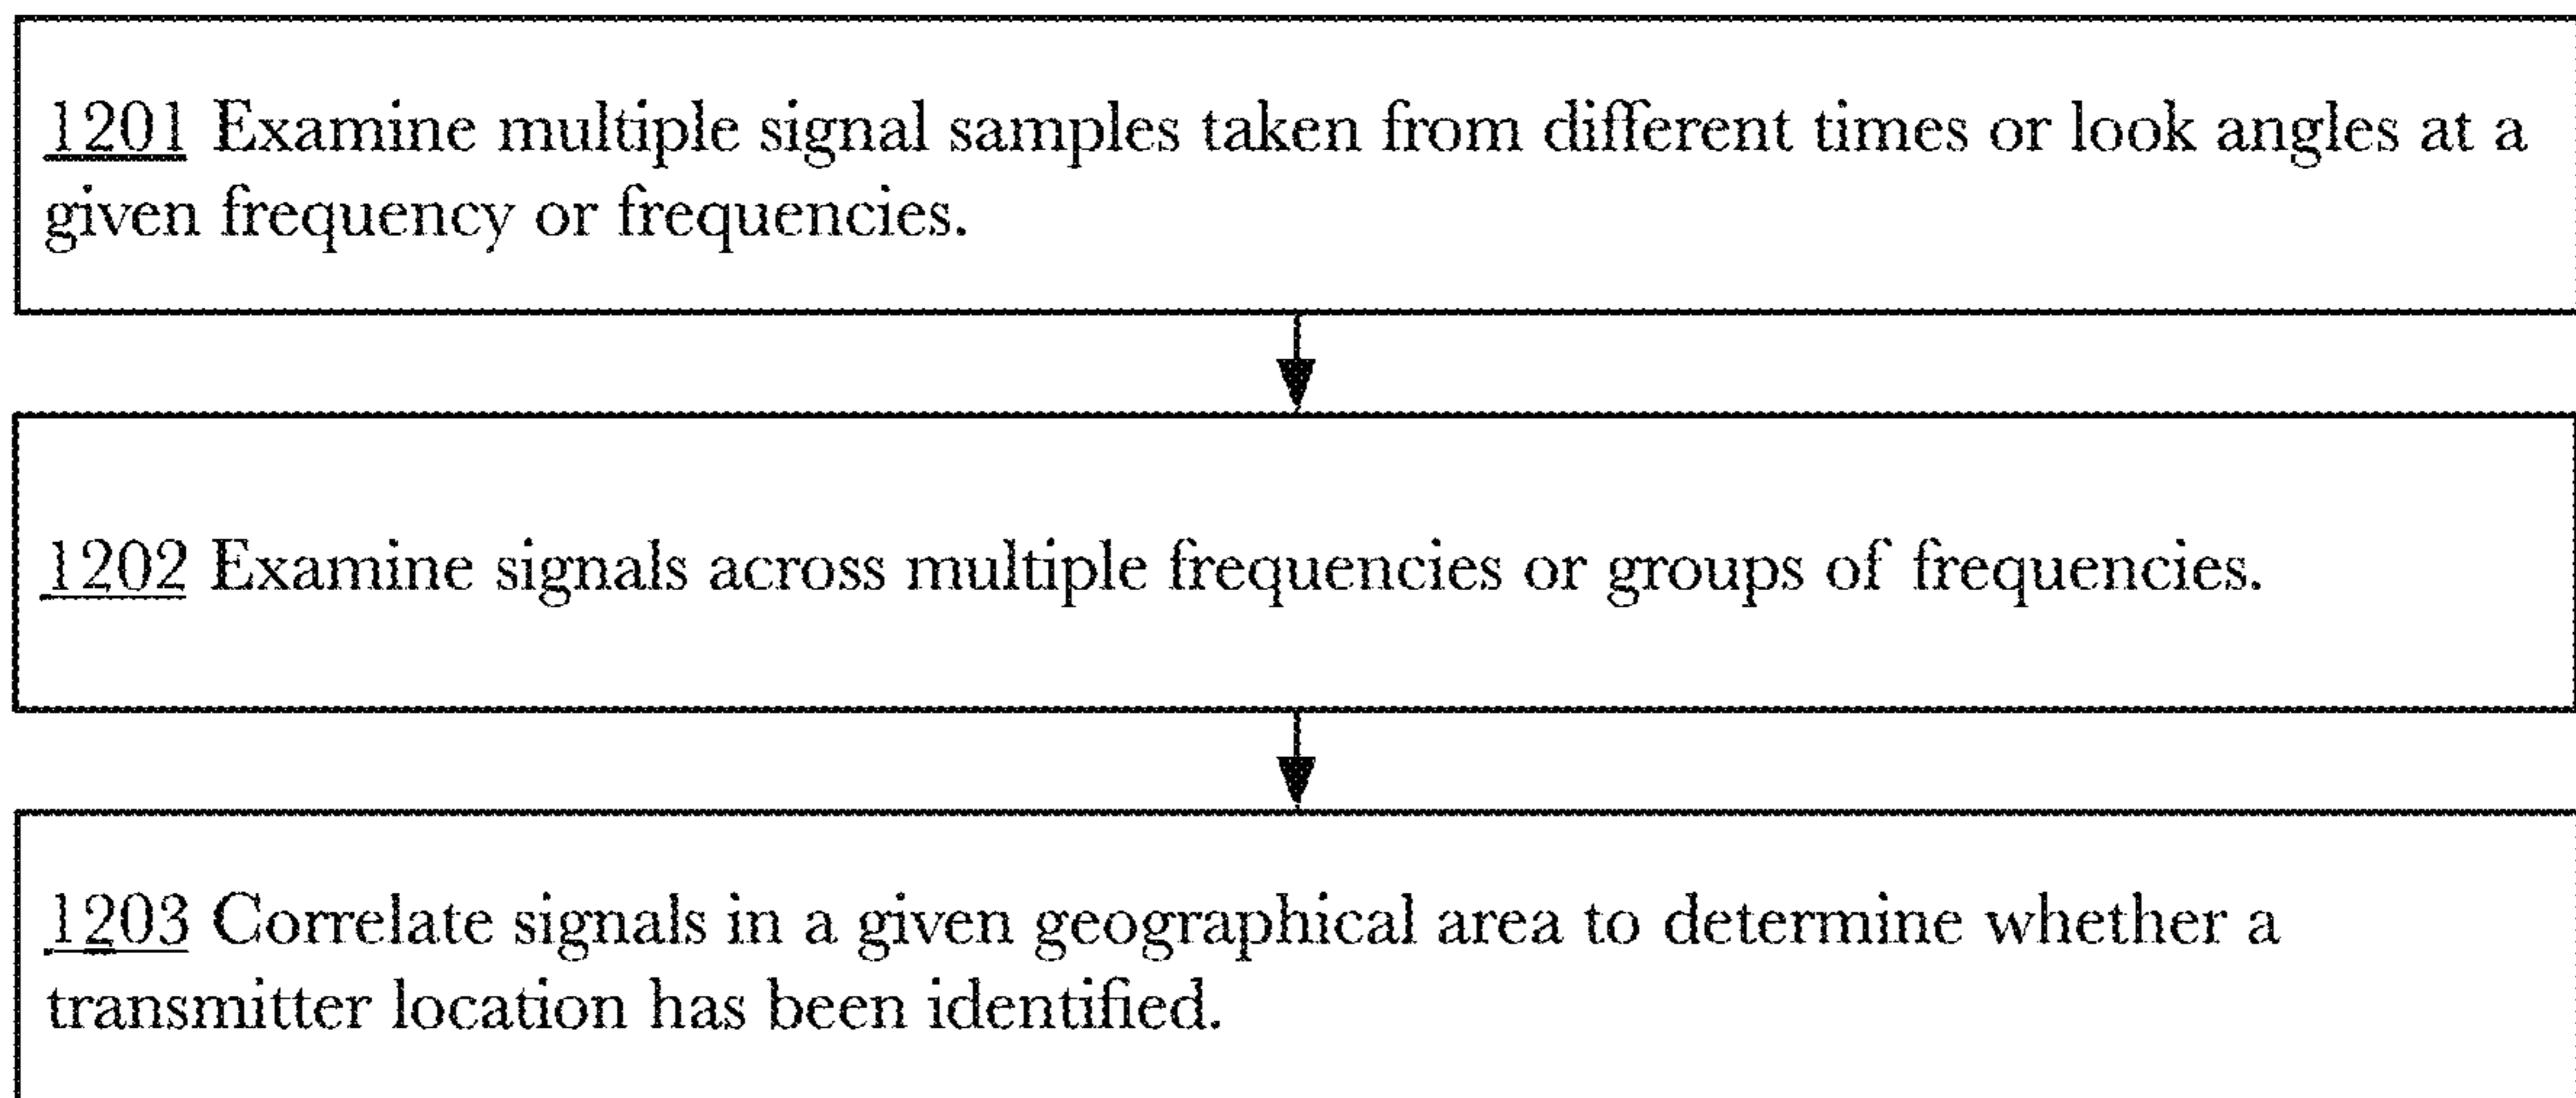 1201 Examine multiple signal samples taken from different times or look angles at a
given frequency or frequencies.
1202 Examine signals across multiple frequencies or groups of frequencies.
1203 Correlate signals in a given geographical area to determine whether a
transmitter location has been identified.